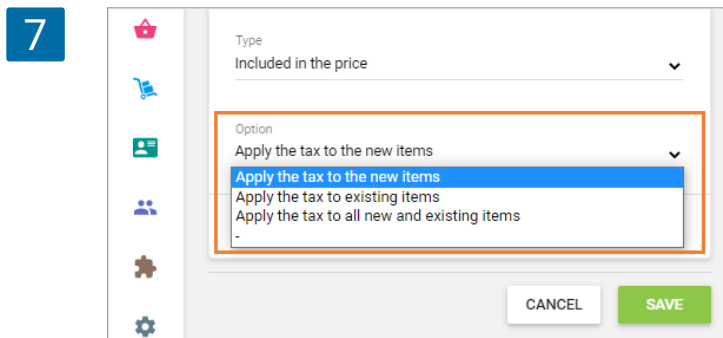 7
Type
Included in the price
Option
Apply the tax to the new items
Apply the tax to the new items
Apply the tax to existing items
Apply the tax to all new and existing items
-
CANCEL SAVE